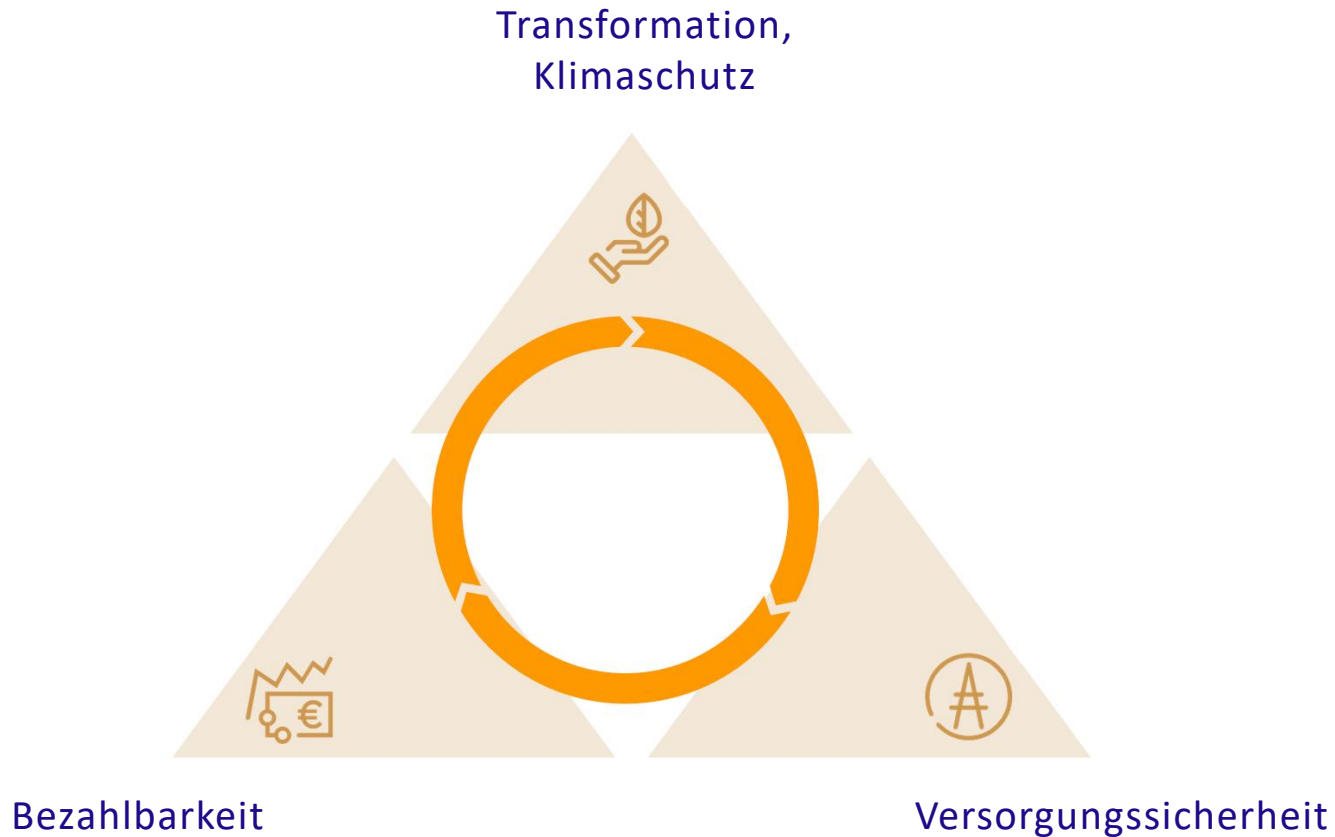 Transformation,
Klimaschutz
€
Bezahlbarkeit
Versorgungssicherheit